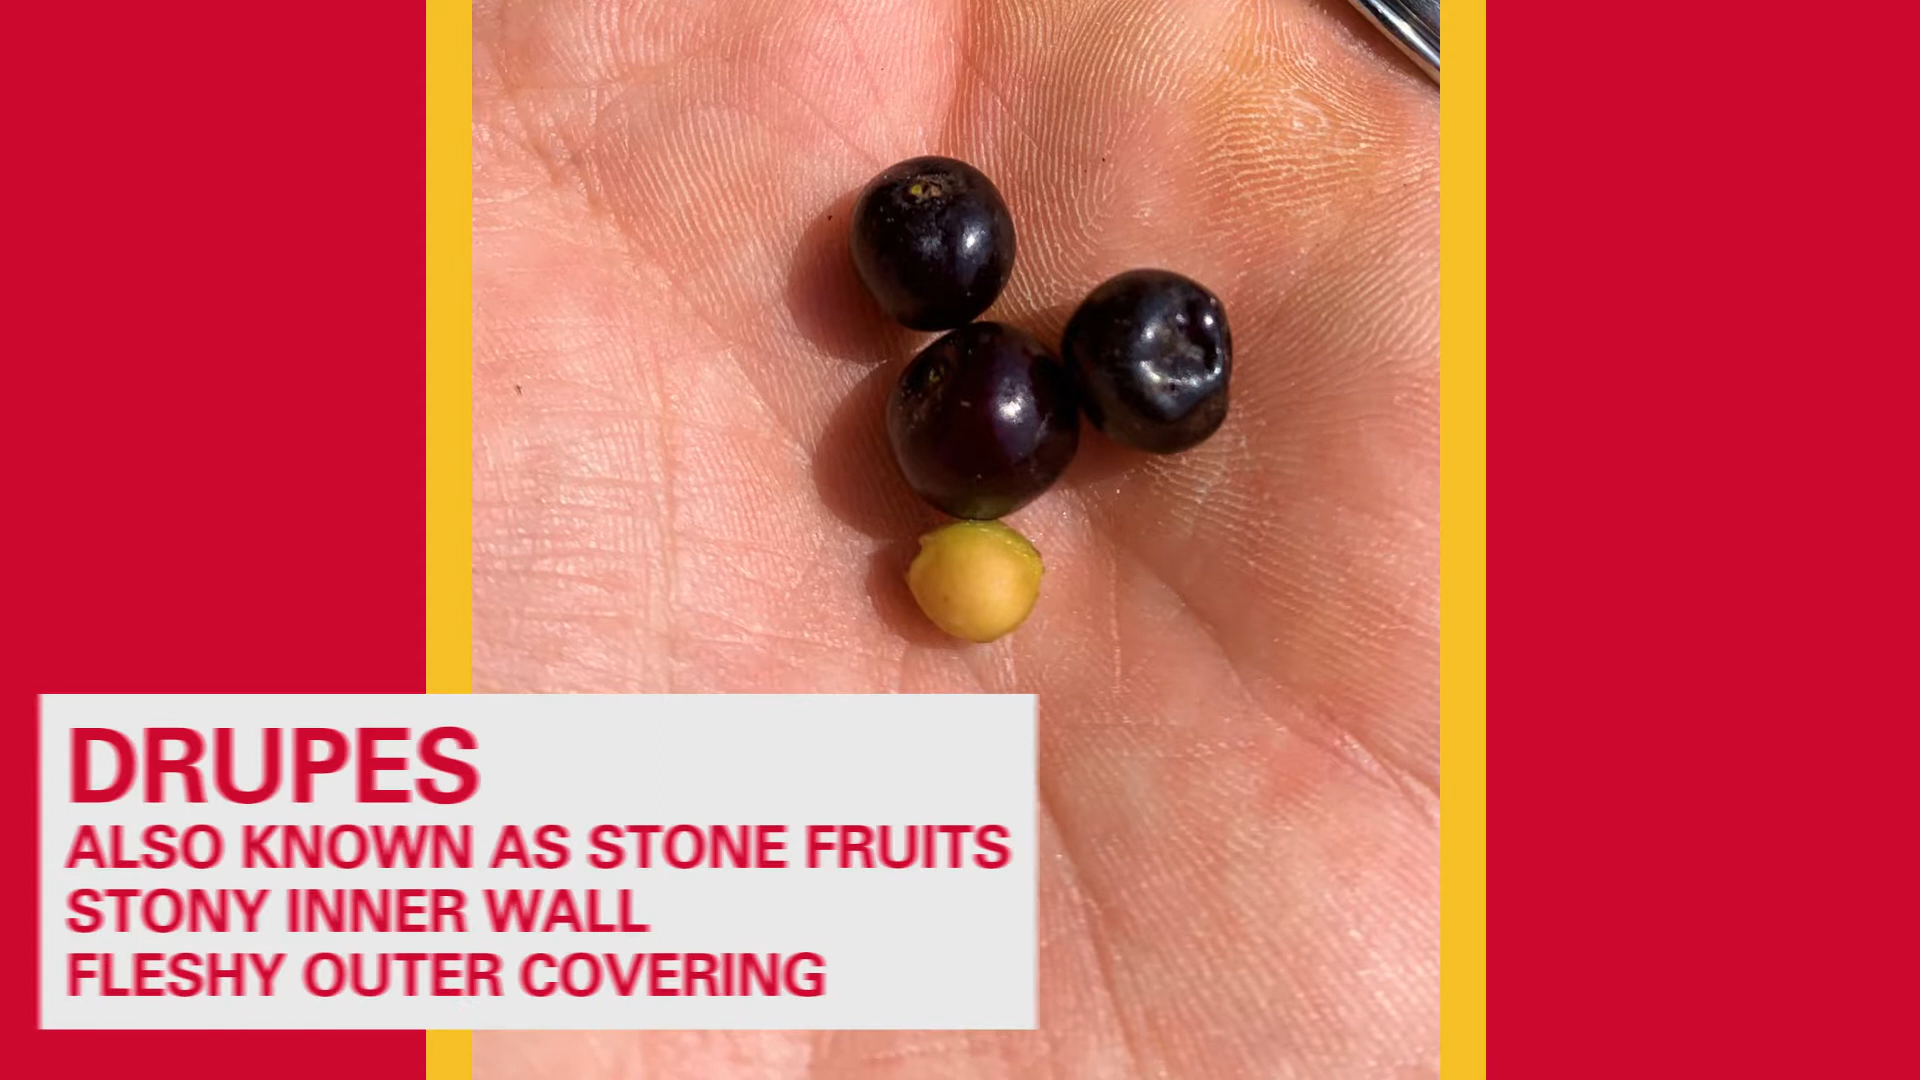 DRUPES
ALSO KNOWN AS STONE FRUITS
STONY INNER WALL
FLESHY OUTER COVERING